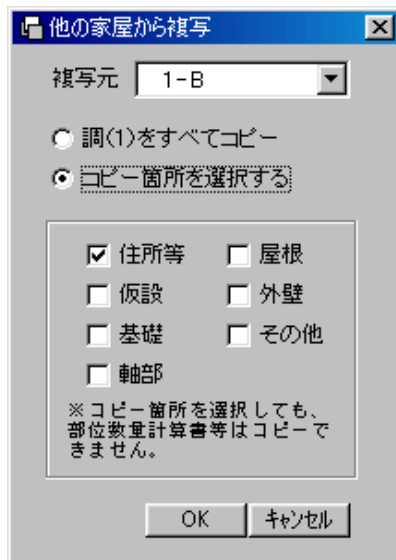 他の家屋から複写
複写元 1-B
調(1)をすべてコピー
コピー箇所を選択する
住所等 屋根
仮設 外壁
基礎 その他
軸部
※コピー箇所を選択しても、
部位数量計算書等はコピーで
きません。
OK キャンセル